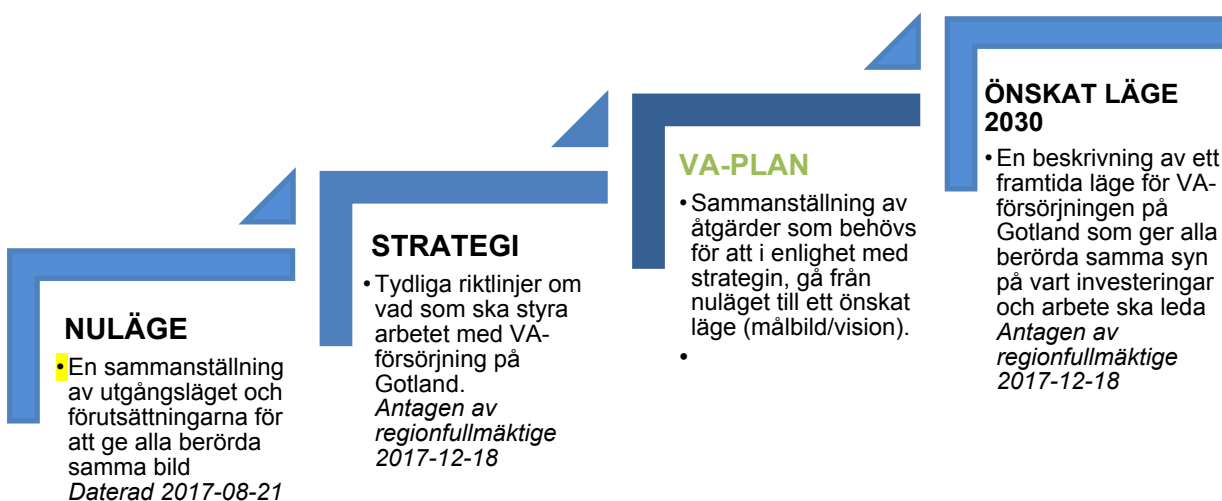 NULÄGE
•En sammanställning
av utgångsläget och
förutsättningarna för
att ge alla berörda
samma bild
Daterad 2017-08-21
STRATEGI
•Tydliga riktlinjer om
vad som ska styra
arbetet med VA-
försörjning på
Gotland.
Antagen av
regionfullmäktige
2017-12-18
VA-PLAN
•Sammanställning av
åtgärder som behövs
för att i enlighet med
strategin, gå från
nuläget till ett önskat
läge (målbild/vision).
•
ÖNSKAT LÄGE
2030
•En beskrivning av ett
framtida läge för VA-
försörjningen på
Gotland som ger alla
berörda samma syn
på vart investeringar
och arbete ska leda
Antagen av
regionfullmäktige
2017-12-18